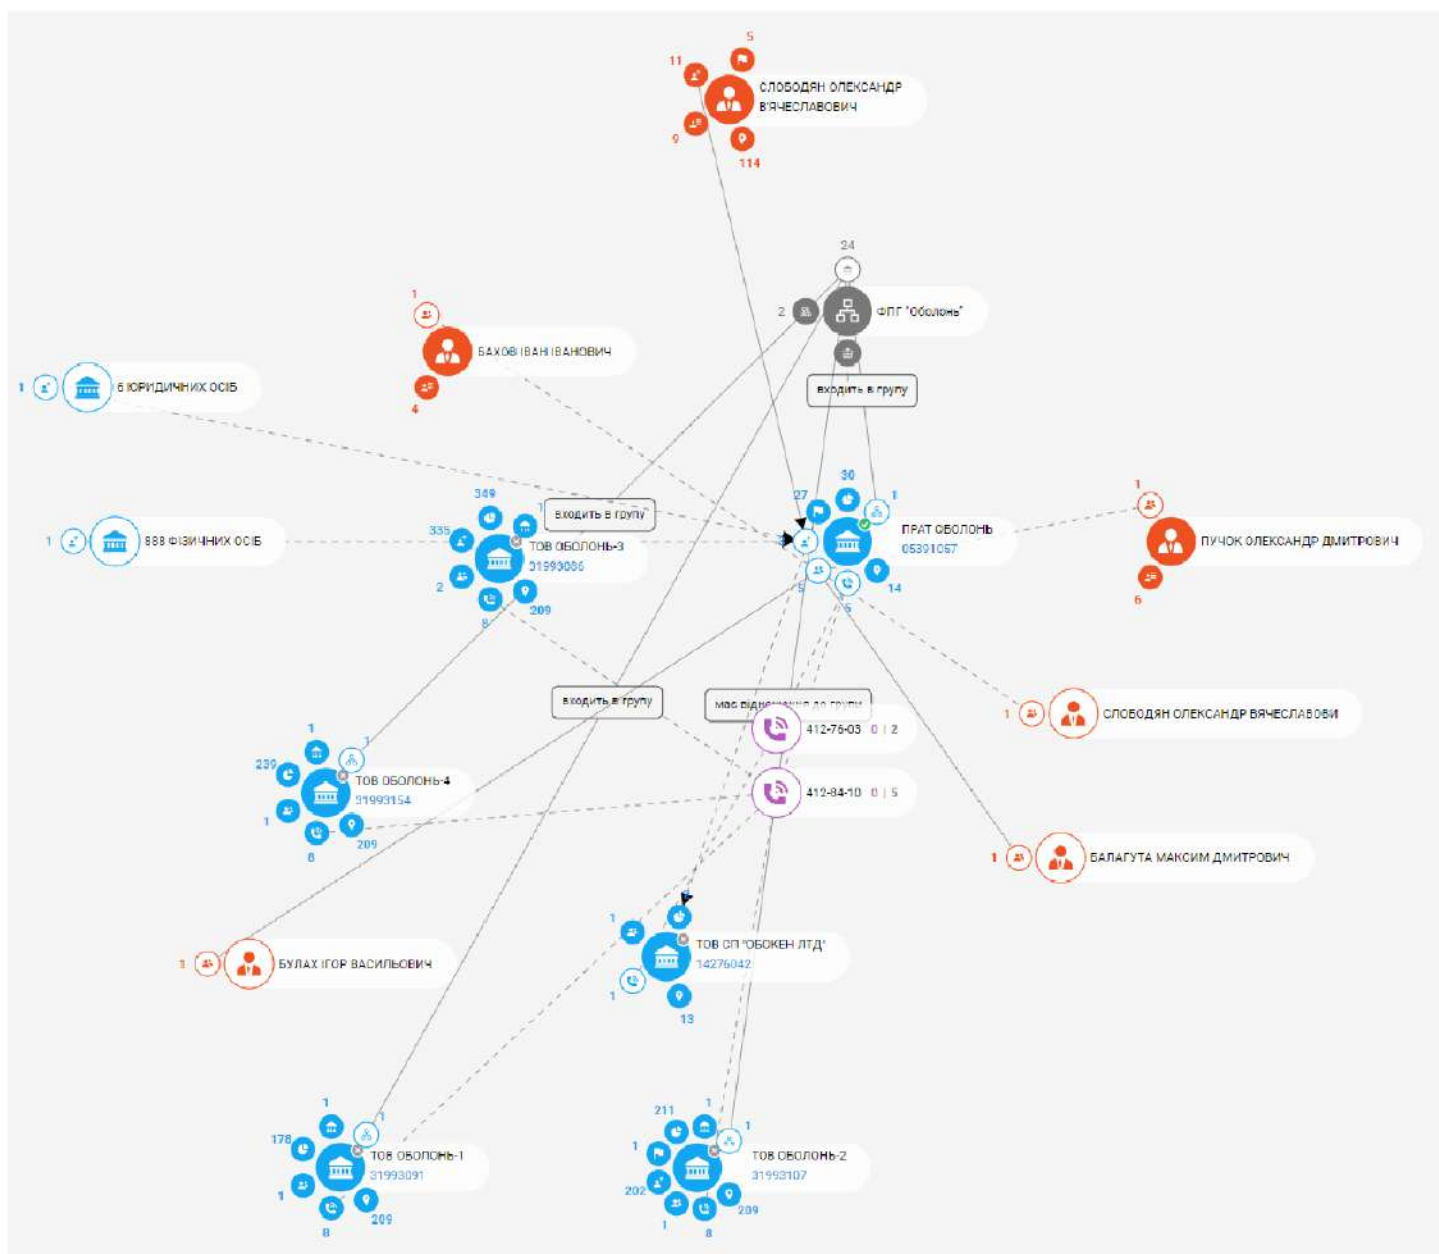 5
11
СЛОБОДЯН ОЛЕКСАНДР
В'ЯЧЕСЛАВОВИЧ
9
114
24
2
ФПГ "Оболонь"
1
БАХОВ ІВАН ІВАНОВИЧ
4
входить в групу
1
6 ЮРИДИЧНИХ ОСІБ
349
1
335
входить в групу
ТОВ ОБОЛОНЬ-3
31993086
2
8
209
30
27
1
ПРАТ ОБОЛОНЬ
05391057
5
5
14
1
ПУЧОК ОЛЕКСАНДР ДМИТРОВИЧ
6
1
888 ФІЗИЧНИХ ОСІБ
входить в групу
має відношення до групи
412-76-03 0 | 2
412-84-10 0 | 5
1
СЛОБОДЯН ОЛЕКСАНДР ВЯЧЕСЛАВОВИ
1
1
239
ТОВ ОБОЛОНЬ-4
31993154
1
8
209
1
БАЛАГУТА МАКСИМ ДМИТРОВИЧ
1
БУЛАХ ІГОР ВАСИЛЬОВИЧ
1
ТОВ СП "ОБОКЕН ЛТД"
14276042
1
13
1
1
178
ТОВ ОБОЛОНЬ-1
31993091
1
8
209
211
1
1
1
ТОВ ОБОЛОНЬ-2
31993107
202
1
8
209